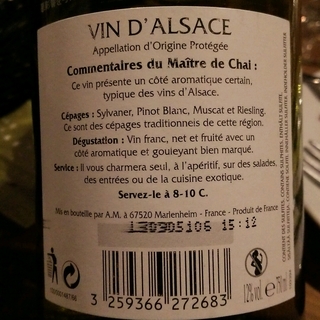 VIN D'ALSACE
Appellation d'Origine Protégée
Commentaires du Maître de Chai :
Ce vin présente un côté aromatique certain,
typique des vins d'Alsace.
Cépages : Sylvaner, Pinot Blanc, Muscat et Riesling.
Ce sont des cépages traditionnels de cette région.
Dégustation : Vin franc, net et fruité avec un
côté aromatique et gouleyant bien marqué.
Service : Il vous charmera seul, à l'apéritif, sur des salades,
des entrées ou de la cuisine exotique.
Servez-le à 8-10 C.
Mis en bouteille par A.M. à 67520 Marlenheim - France - Produit de France
15:12
3 259366 272683
12% vol.